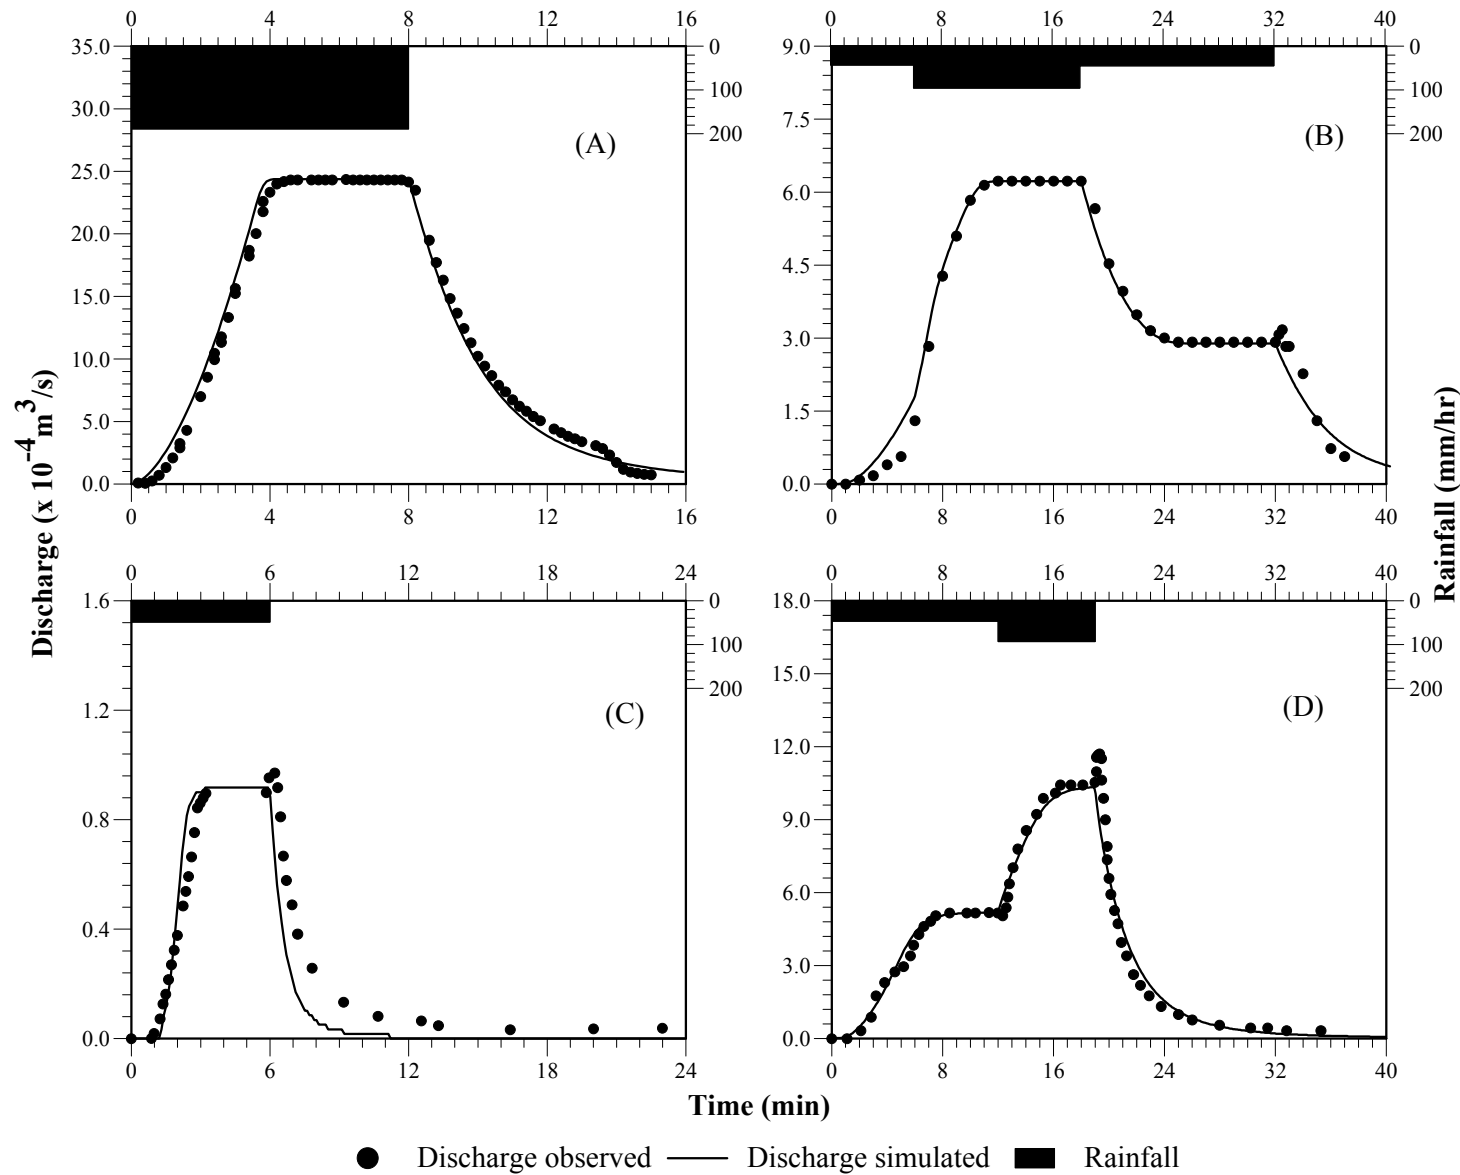 0 4 8 12 16
0 8 16 24 32 40
35.0
30.0
25.0
20.0
15.0
10.0
5.0
0.0
0
100
200
(A)
9.0
7.5
6.0
4.5
3.0
1.5
0.0
0
100
200
(B)
0 4 8 12 16
0 8 16 24 32 40
Discharge (x 10⁻⁴ m³/s)
Rainfall (mm/hr)
0 6 12 18 24
1.6
1.2
0.8
0.4
0.0
0
100
200
(C)
18.0
15.0
12.0
9.0
6.0
3.0
0.0
0
100
200
(D)
0 6 12 18 24
0 8 16 24 32 40
Time (min)
Discharge observed Discharge simulated Rainfall